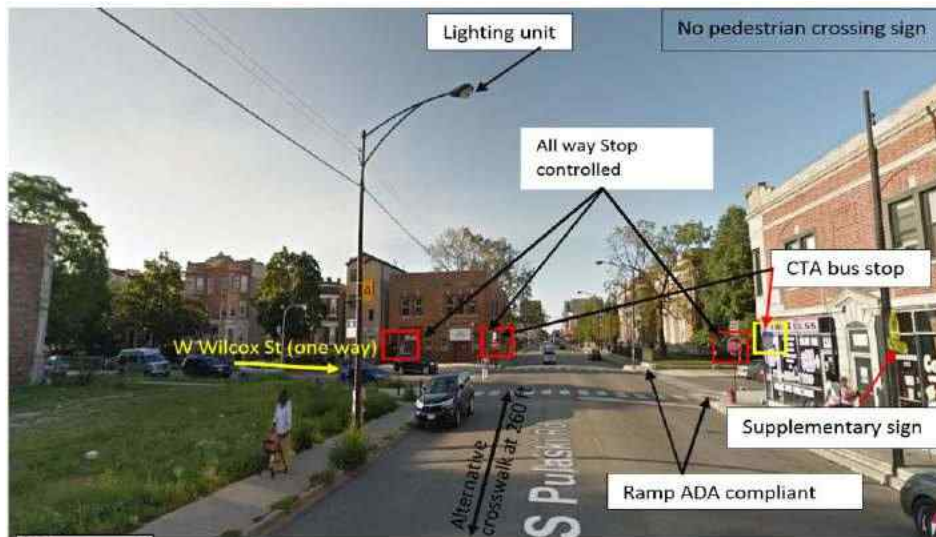 Lighting unit
No pedestrian crossing sign
All way Stop
controlled
CTA bus stop
W Wilcox St (one way)
Supplementary sign
Ramp ADA compliant
Alternative
crosswalk at 260 ft
S Pulaski